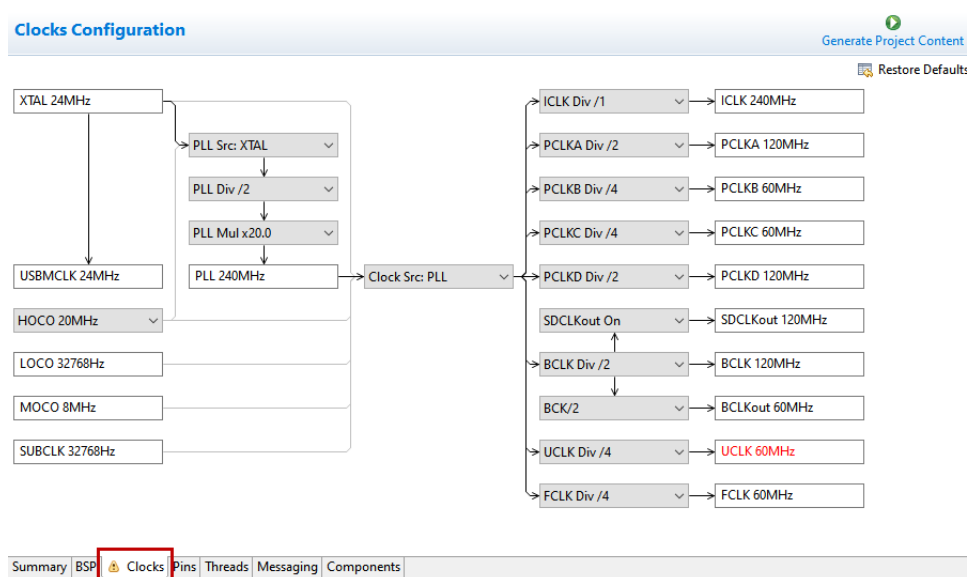 Clocks Configuration
Generate Project Content
Restore Defaults
XTAL 24MHz
ICLK Div /1
ICLK 240MHz
PLL Src: XTAL
PCLKA Div /2
PCLKA 120MHz
PLL Div /2
PCLKB Div /4
PCLKB 60MHz
PLL Mul x20.0
PCLKC Div /4
PCLKC 60MHz
USBMCLK 24MHz
PLL 240MHz
Clock Src: PLL
PCLKD Div /2
PCLKD 120MHz
HOCO 20MHz
SDCLKout On
SDCLKout 120MHz
LOCO 32768Hz
BCLK Div /2
BCLK 120MHz
MOCO 8MHz
BCK/2
BCLKout 60MHz
SUBCLK 32768Hz
UCLK Div /4
UCLK 60MHz
FCLK Div /4
FCLK 60MHz
Summary BSP Clocks Pins Threads Messaging Components